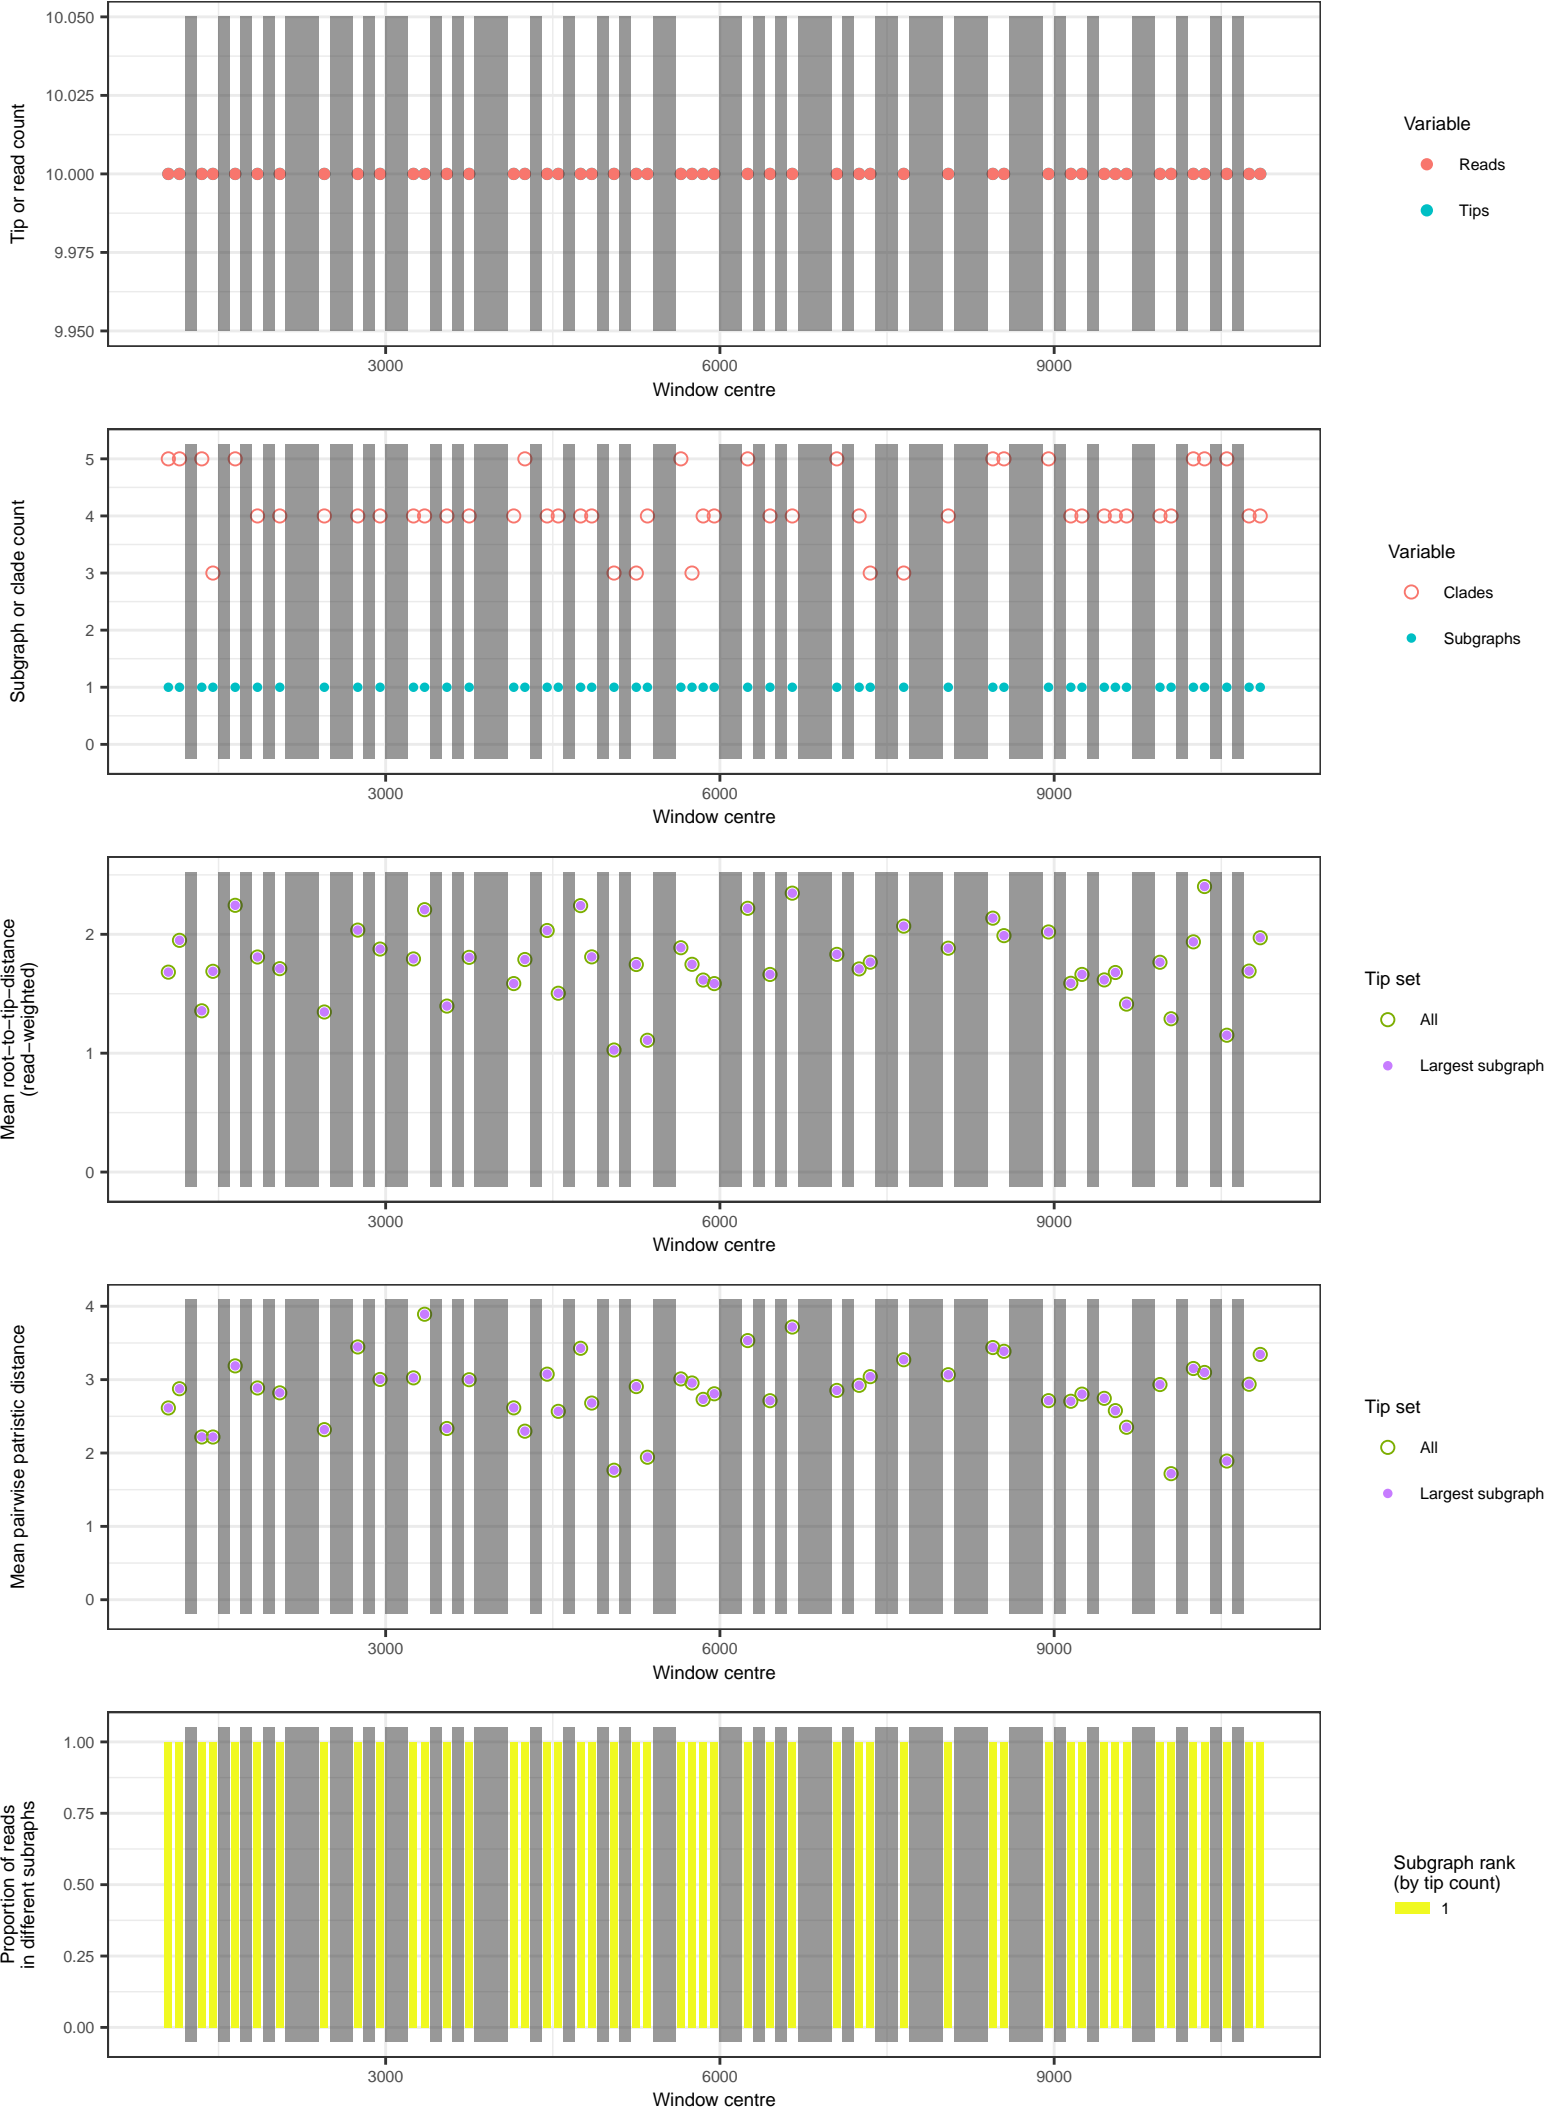 Tip or read count
10.050
10.025
10.000
9.975
9.950
3000
6000
9000
Window centre
Variable
Reads
Tips
Subgraph or clade count
5
4
3
2
1
0
3000
6000
9000
Window centre
Variable
Clades
Subgraphs
Mean root−to−tip−distance
(read−weighted)
2
1
0
3000
6000
9000
Window centre
Tip set
All
Largest subgraph
Mean pairwise patristic distance
4
3
2
1
0
3000
6000
9000
Window centre
Tip set
All
Largest subgraph
Proportion of reads
in different subraphs
1.00
0.75
0.50
0.25
0.00
3000
6000
9000
Window centre
Subgraph rank
(by tip count)
1